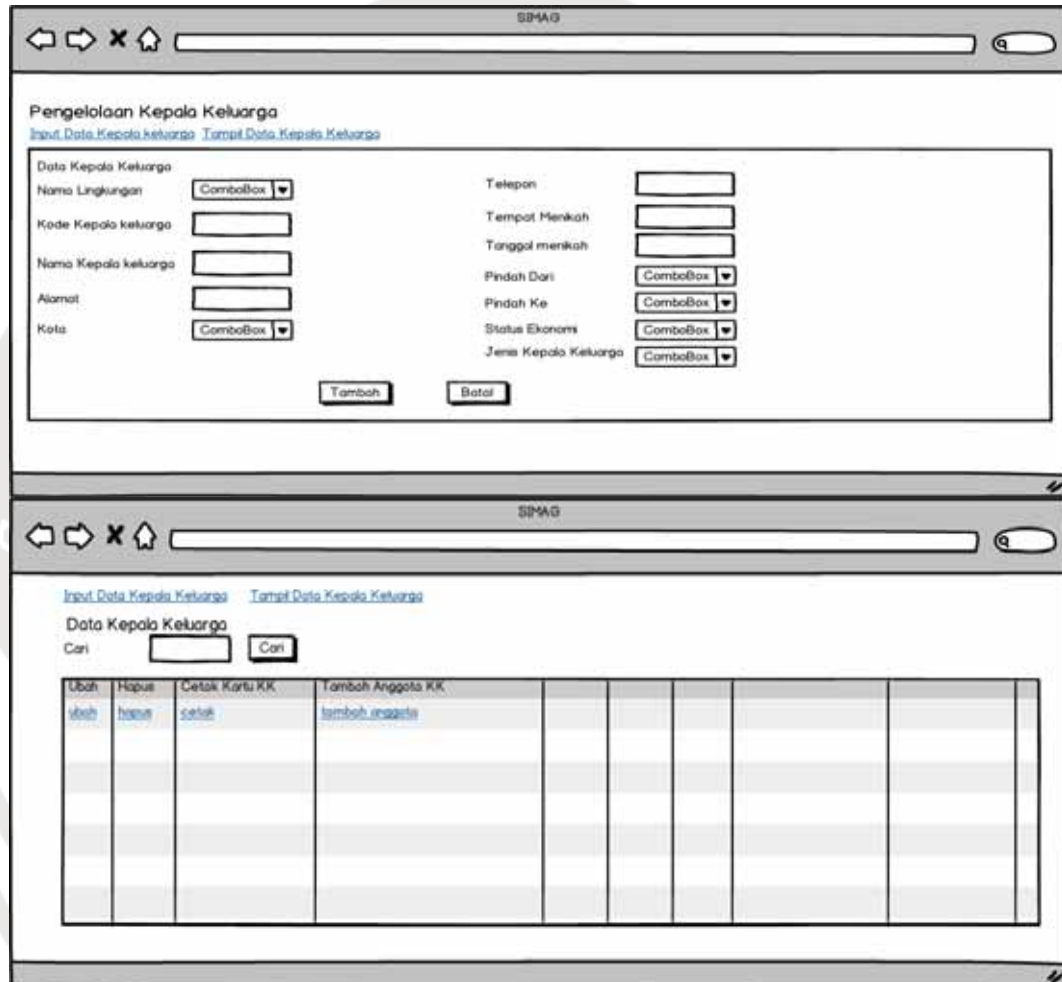 SIMAG
Pengelolaan Kepala Keluarga
Input Data Kepala keluarga Tampil Data Kepala Keluarga
Data Kepala Keluarga
Nama Lingkungan ComboBox
Kode Kepala keluarga
Nama Kepala keluarga
Alamat
Kota ComboBox
Telepon
Tempat Menikah
Tanggal menikah
Pindah Dari ComboBox
Pindah Ke ComboBox
Status Ekonomi ComboBox
Jenis Kepala Keluarga ComboBox
Tambah Batal
SIMAG
Input Data Kepala Keluarga Tampil Data Kepala Keluarga
Data Kepala Keluarga
Cari Cari
Ubah Hapus Cetak Kartu KK Tambah Anggota KK
ubah hapus cetak tambah anggota